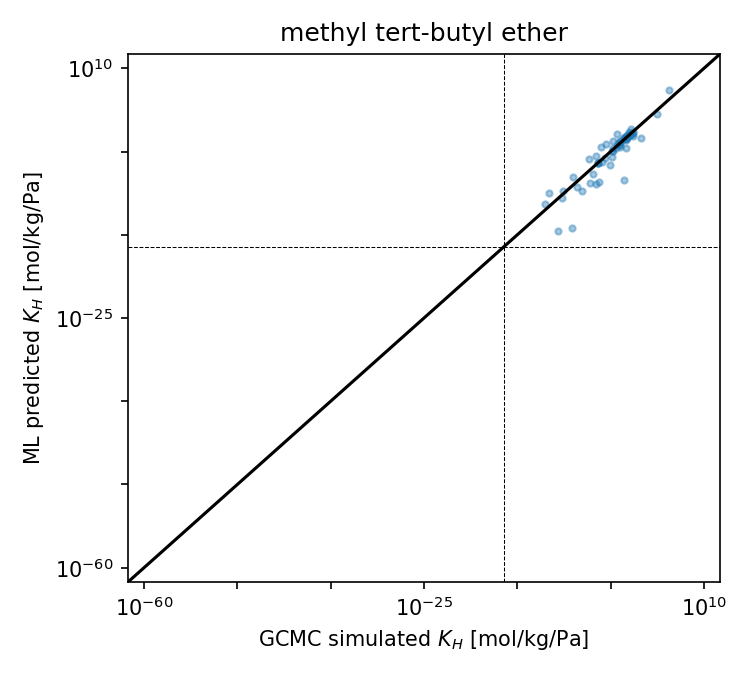 methyl tert-butyl ether
10^10
10^-25
10^-60
ML predicted K_H [mol/kg/Pa]
10^-60
10^-25
10^10
GCMC simulated K_H [mol/kg/Pa]